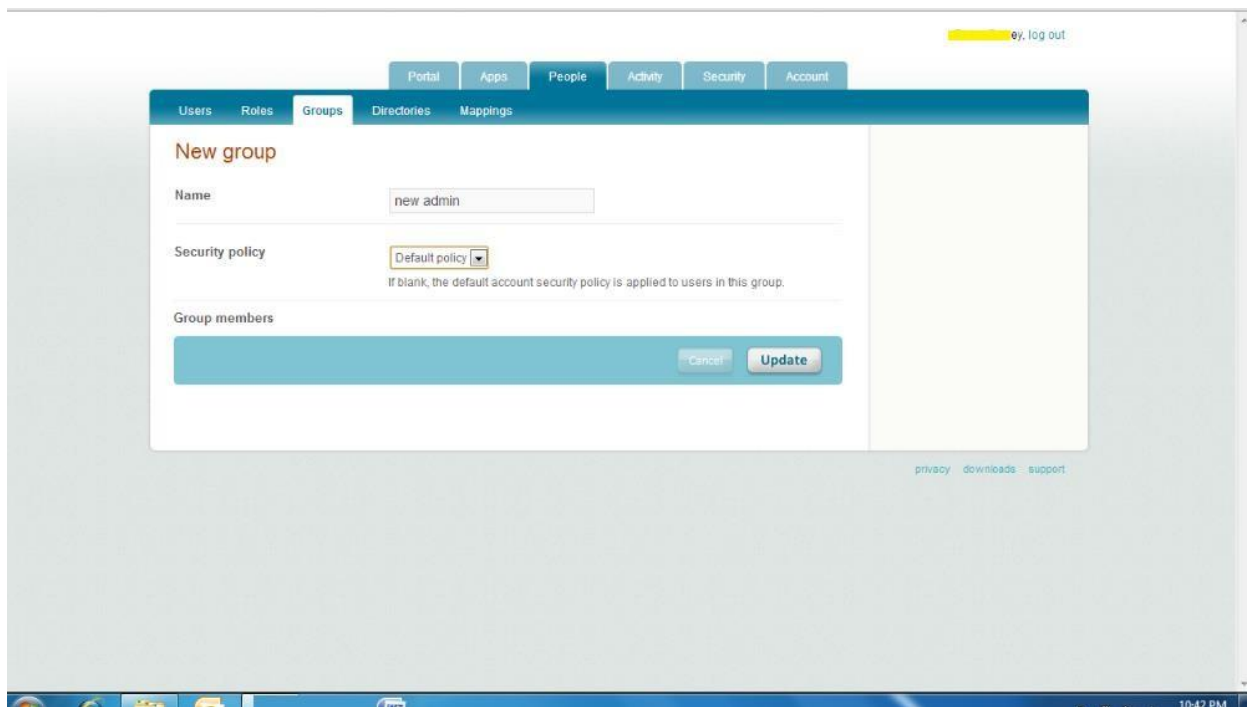 ey, log out
Portal Apps People Activity Security Account
Users Roles Groups Directories Mappings
New group
Name
new admin
Security policy
Default policy
If blank, the default account security policy is applied to users in this group.
Group members
Cancel Update
privacy downloads support
10:42 PM